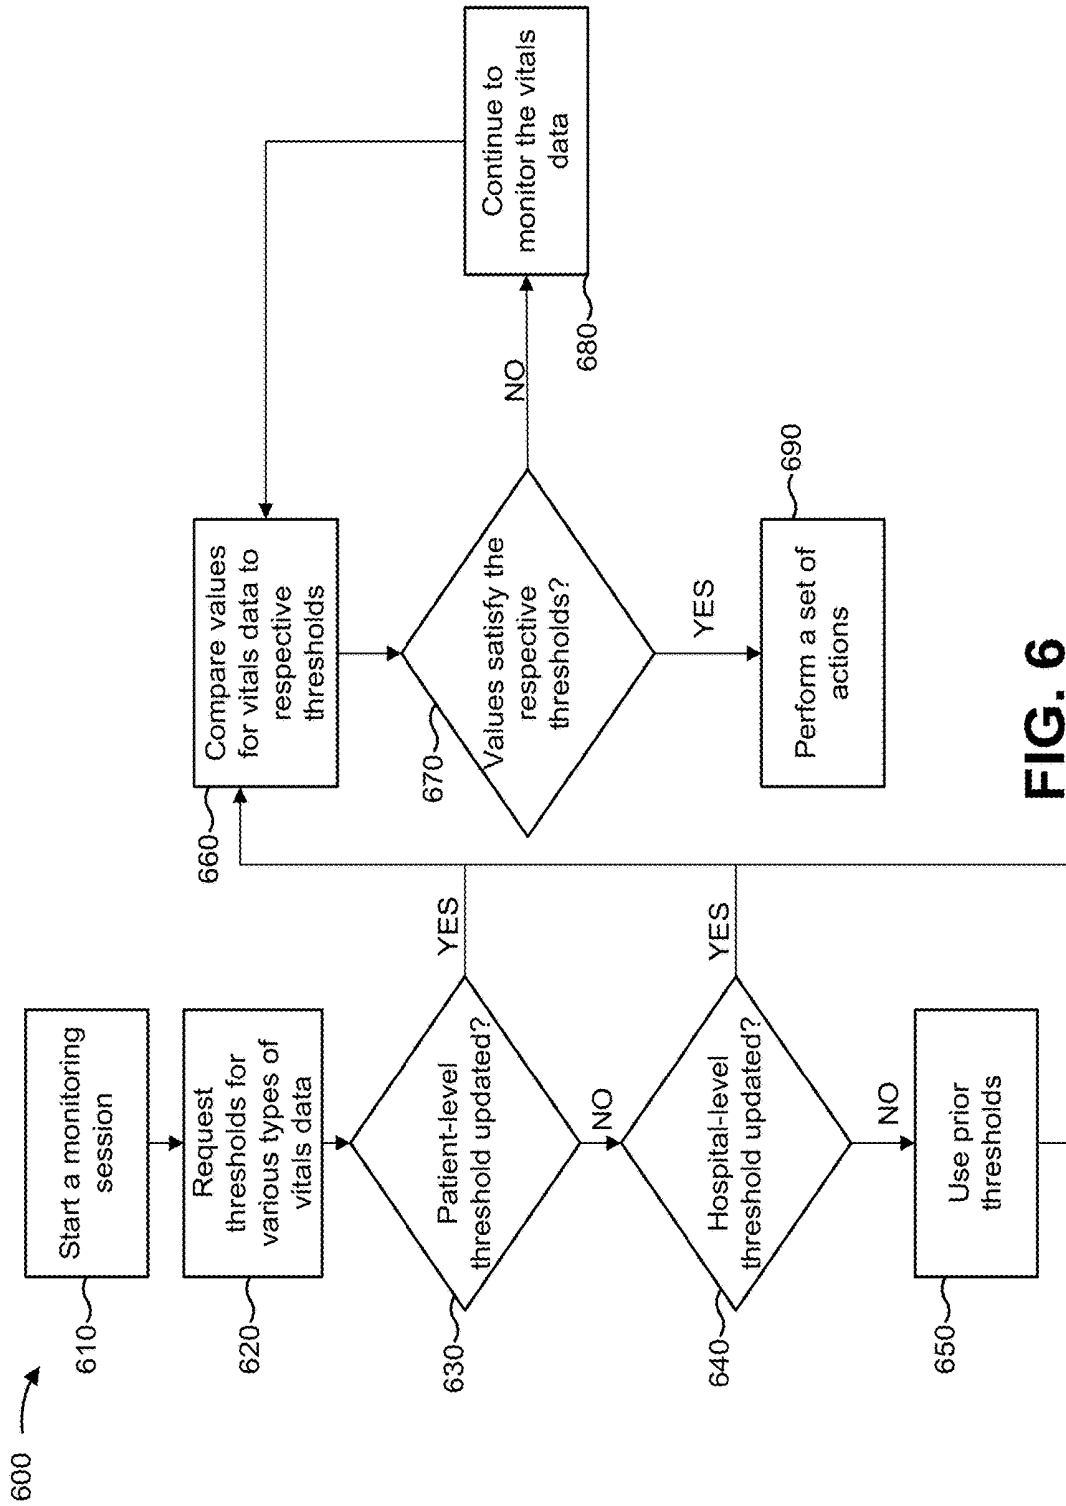 600
610
Start a monitoring
session
620
Request
thresholds for
various types of
vitals data
630
Patient-level
threshold updated?
YES
NO
640
Hospital-level
threshold updated?
YES
NO
650
Use prior
thresholds
660
Compare values
for vitals data to
respective
thresholds
670
Values satisfy the
respective
thresholds?
NO
YES
680
Continue to
monitor the vitals
data
690
Perform a set of
actions
FIG. 6